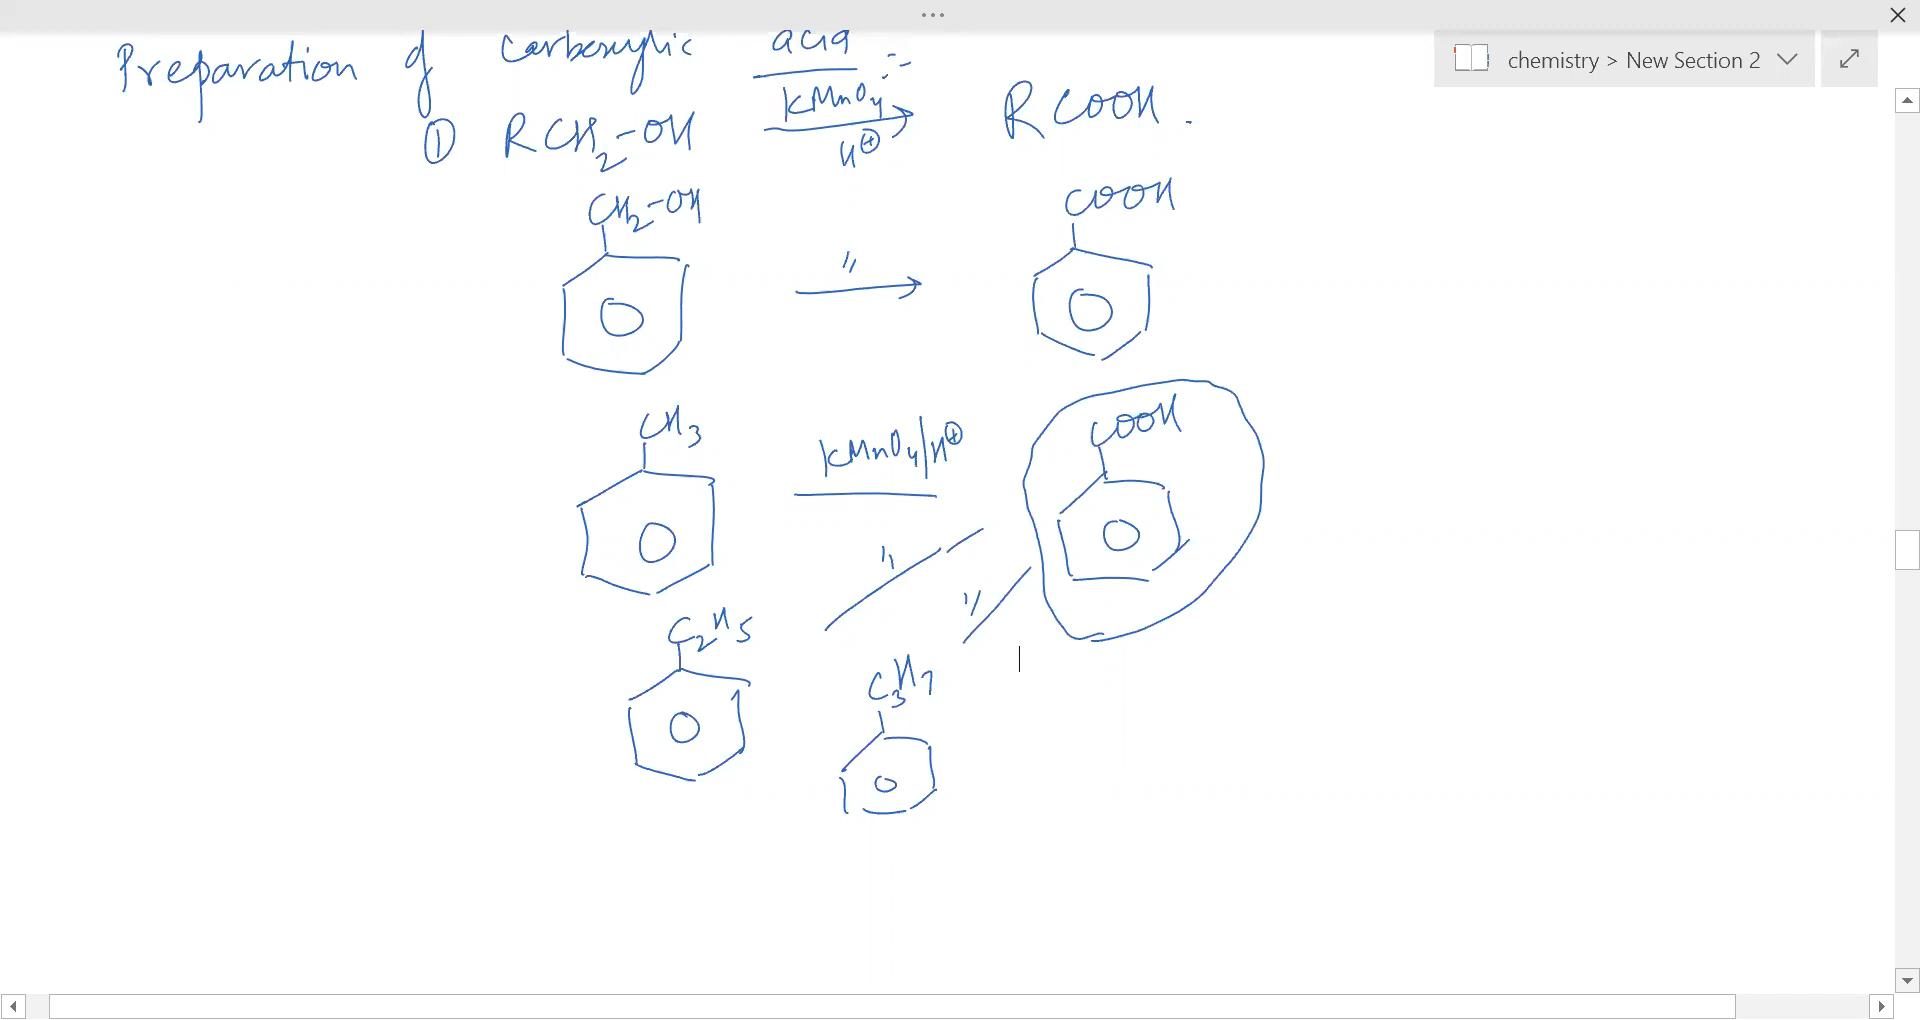 chemistry > New Section 2
Preparation of carboxylic acid :-
① RCH2-OH KMnO4 H⊕ RCOOH.
CH2-OH " COOH
CH3 KMnO4/H⊕ COOH
" "
C2H5 C3H7